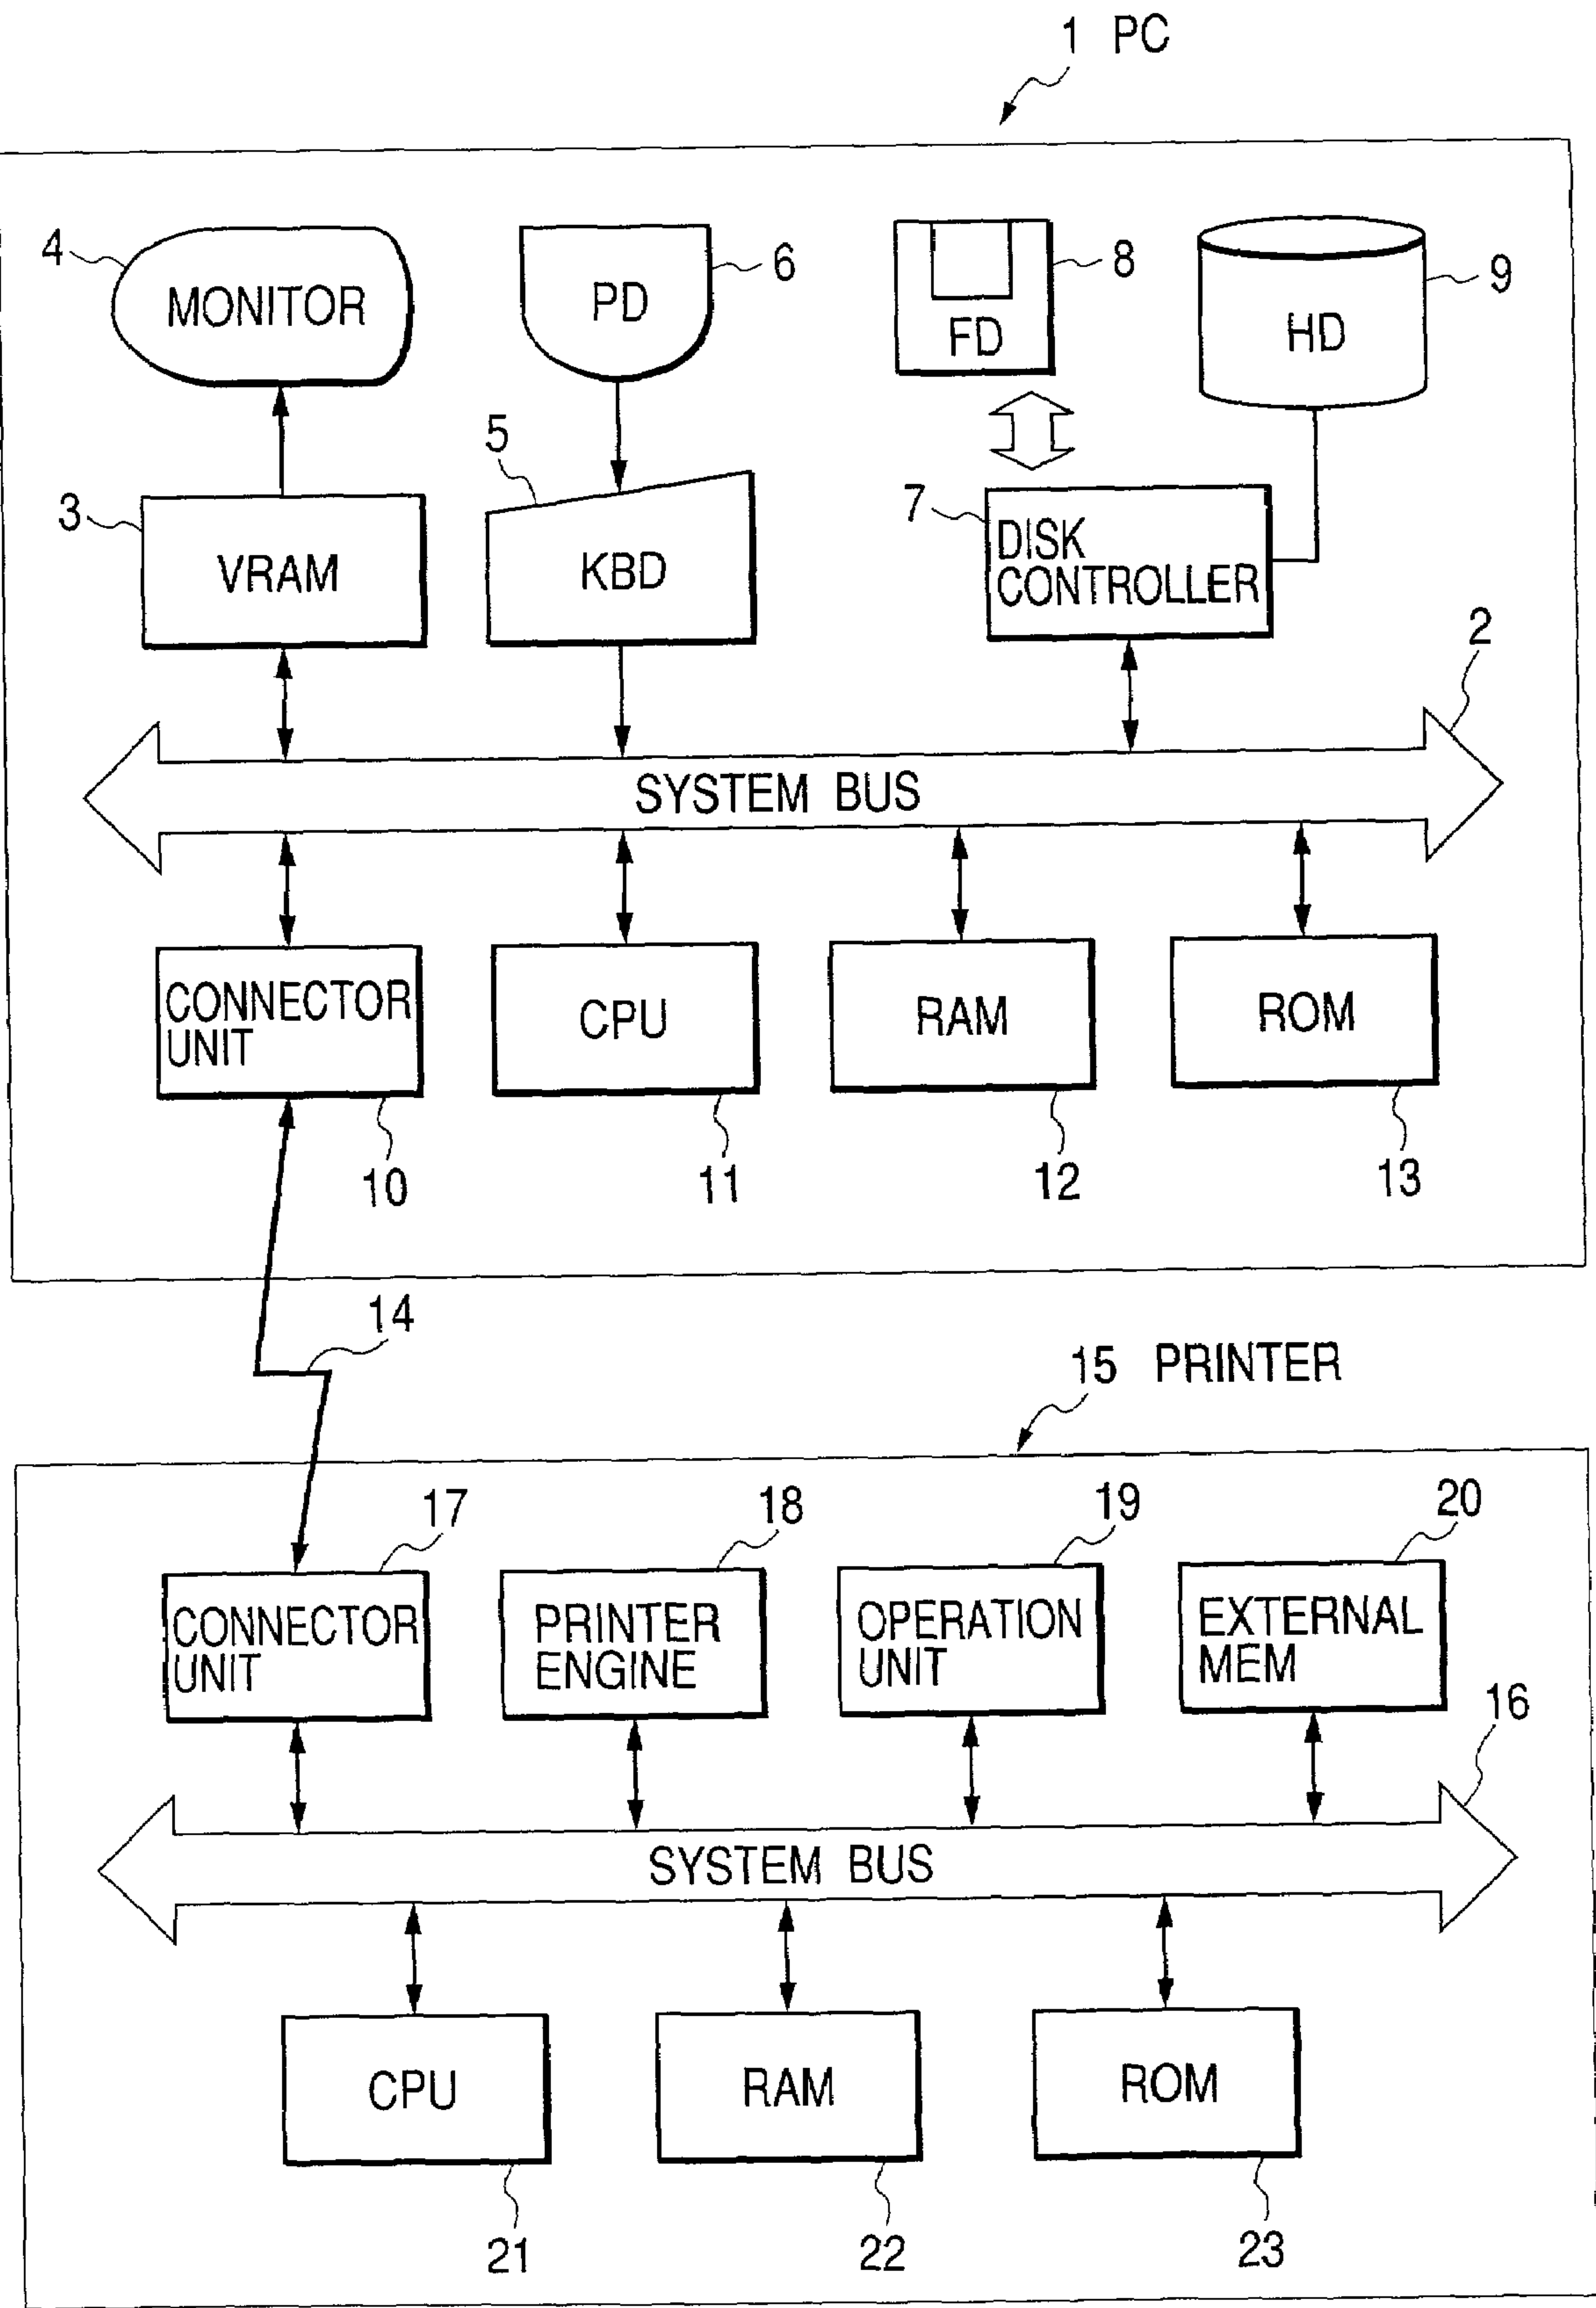 1 PC
4
MONITOR
PD
6
FD
8
HD
9
3
VRAM
5
KBD
7
DISK
CONTROLLER
2
SYSTEM BUS
CONNECTOR
UNIT
CPU
RAM
ROM
10
11
12
13
14
15 PRINTER
17
18
19
20
CONNECTOR
UNIT
PRINTER
ENGINE
OPERATION
UNIT
EXTERNAL
MEM
16
SYSTEM BUS
CPU
RAM
ROM
21
22
23